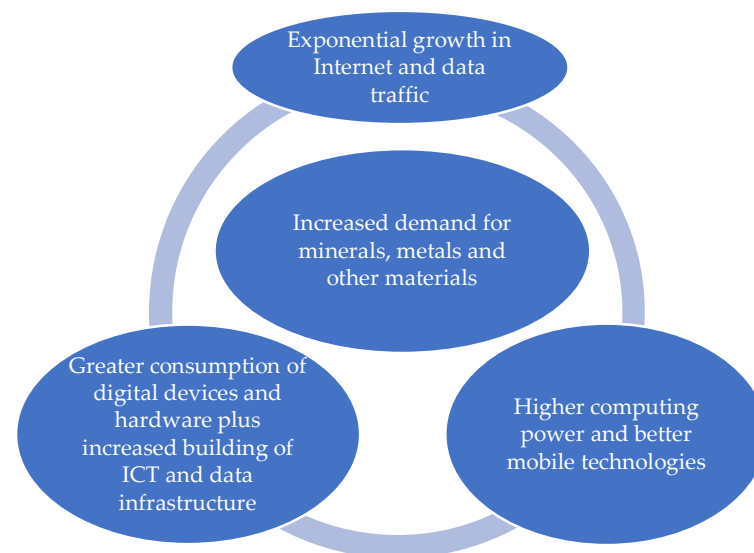 Exponential growth in
Internet and data
traffic
Increased demand for
minerals, metals and
other materials
Greater consumption of
digital devices and
hardware plus
increased building of
ICT and data
infrastructure
Higher computing
power and better
mobile technologies